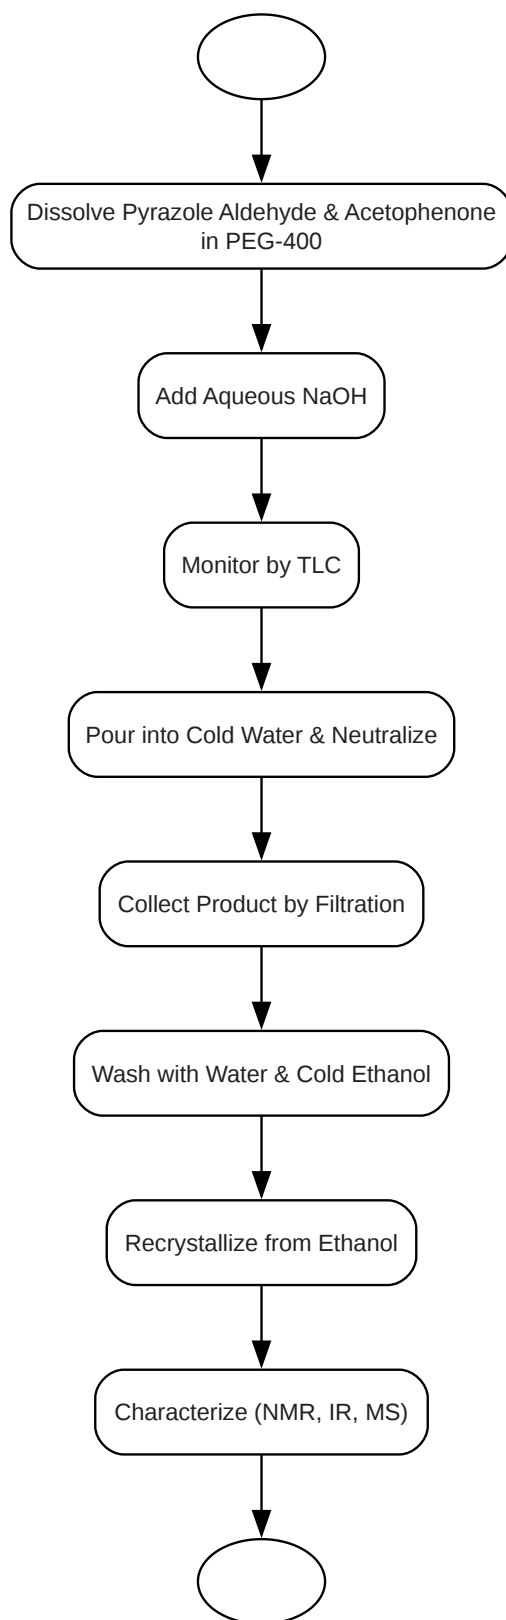 Dissolve Pyrazole Aldehyde & Acetophenone
in PEG-400
Add Aqueous NaOH
Monitor by TLC
Pour into Cold Water & Neutralize
Collect Product by Filtration
Wash with Water & Cold Ethanol
Recrystallize from Ethanol
Characterize (NMR, IR, MS)